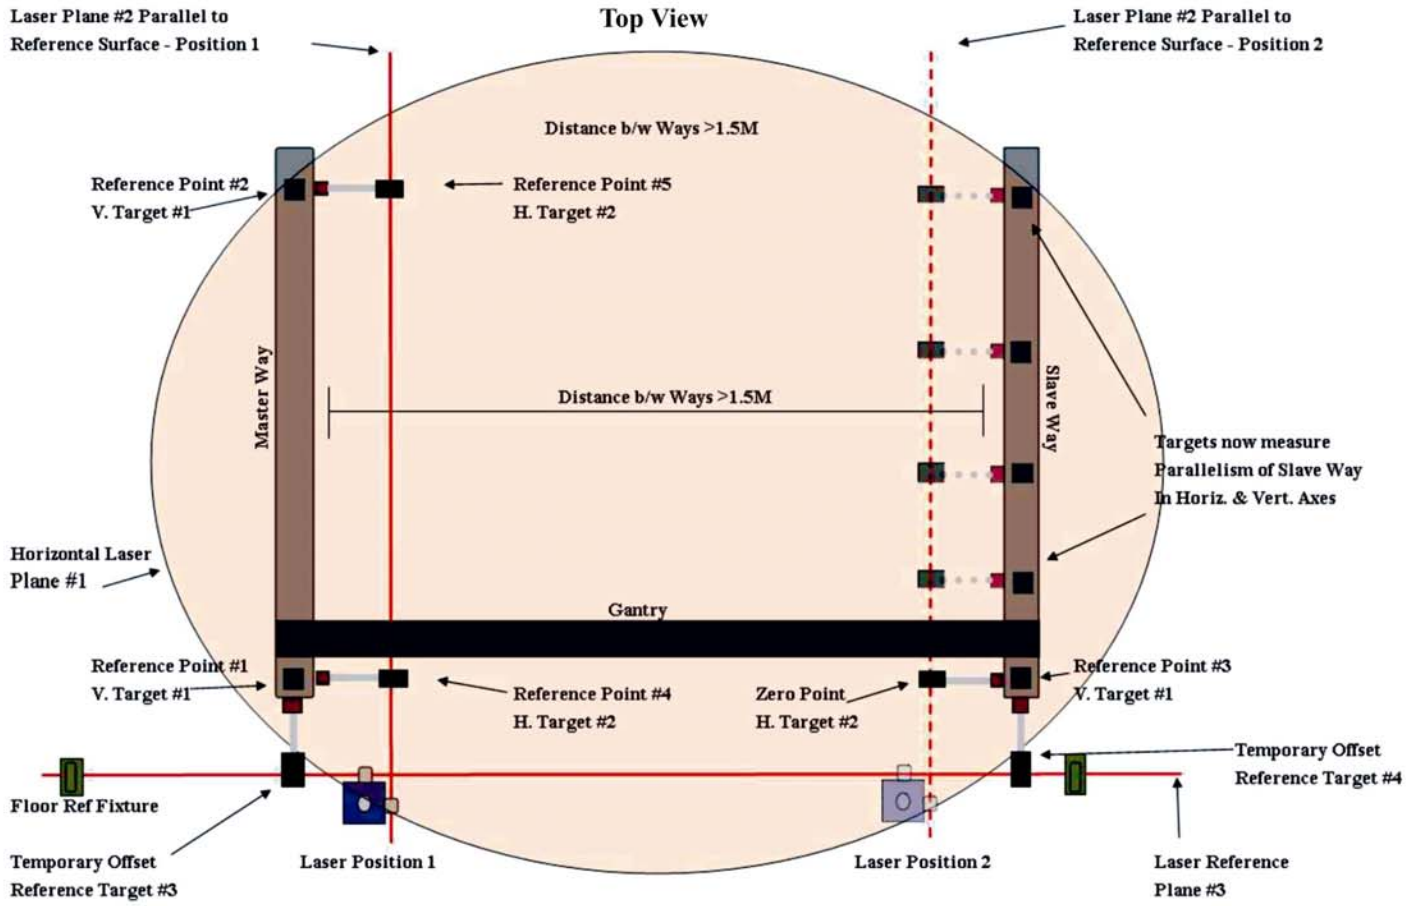 Top View
Laser Plane #2 Parallel to
Reference Surface - Position 1
Laser Plane #2 Parallel to
Reference Surface - Position 2
Distance b/w Ways >1.5M
Reference Point #2
V. Target #1
Reference Point #5
H. Target #2
Master Way
Distance b/w Ways >1.5M
Slave Way
Targets now measure
Parallelism of Slave Way
In Horiz. & Vert. Axes
Horizontal Laser
Plane #1
Gantry
Reference Point #1
V. Target #1
Reference Point #4
H. Target #2
Zero Point
H. Target #2
Reference Point #3
V. Target #1
Temporary Offset
Reference Target #4
Floor Ref Fixture
Temporary Offset
Reference Target #3
Laser Position 1
Laser Position 2
Laser Reference
Plane #3